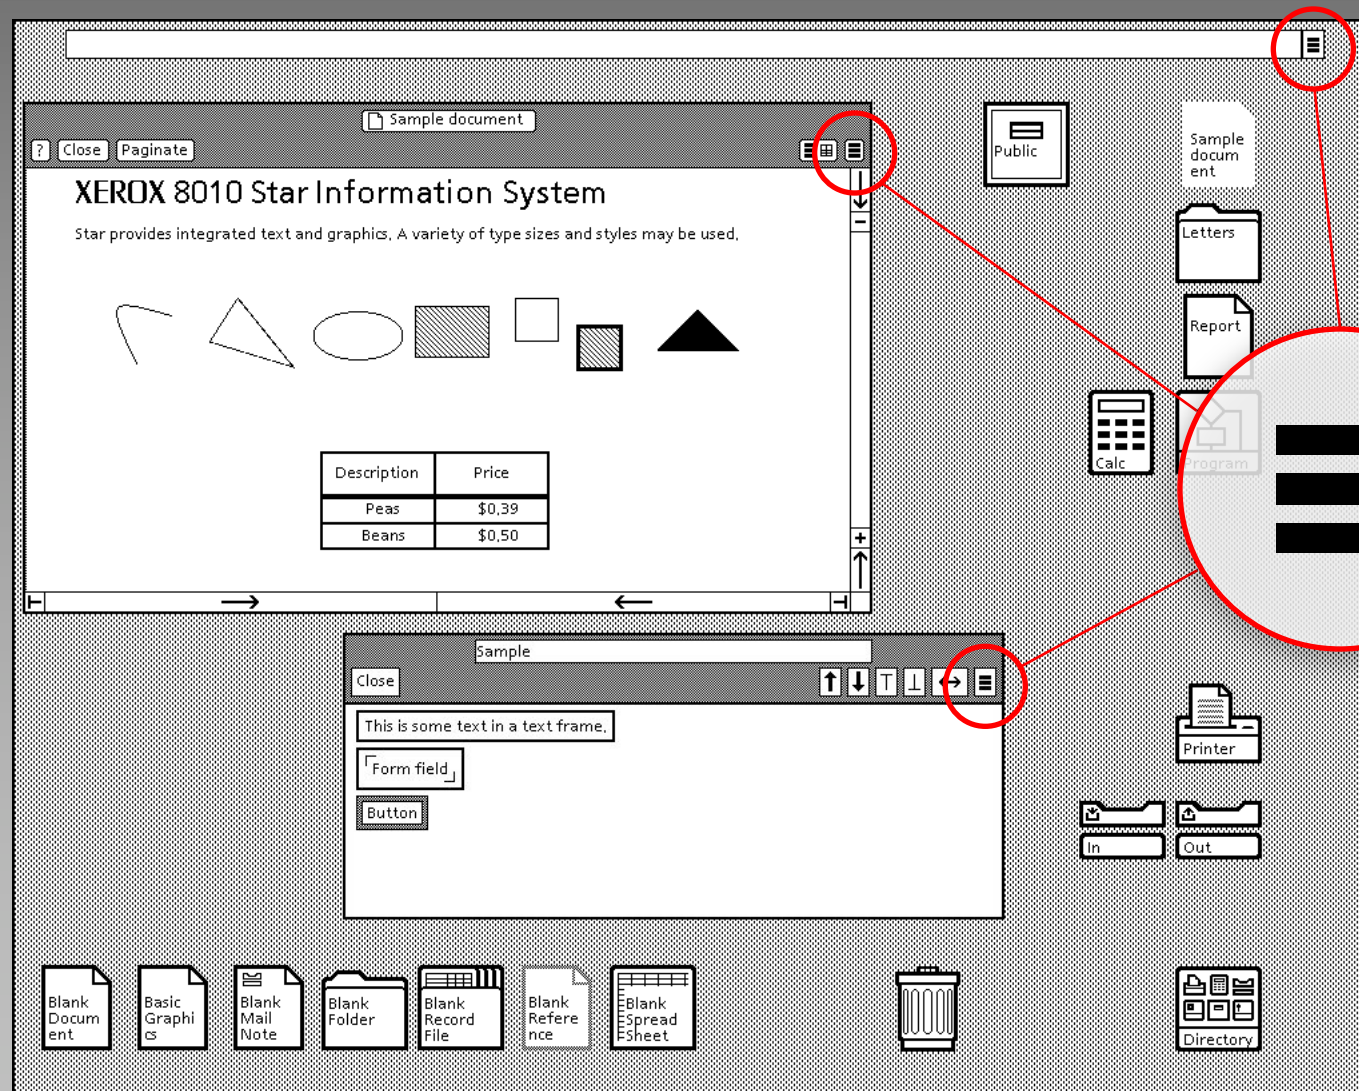 Sample document
? Close Paginate
XEROX 8010 Star Information System
Star provides integrated text and graphics. A variety of type sizes and styles may be used.
Description Price
Peas $0.39
Beans $0.50
Public
Sample
docum
ent
Letters
Report
Calc
Program
Sample
Close
This is some text in a text frame.
Form field
Button
Printer
In
Out
Blank
Docum
ent
Basic
Graphi
cs
Blank
Mail
Note
Blank
Folder
Blank
Record
File
Blank
Refere
nce
Blank
Spread
Sheet
Directory